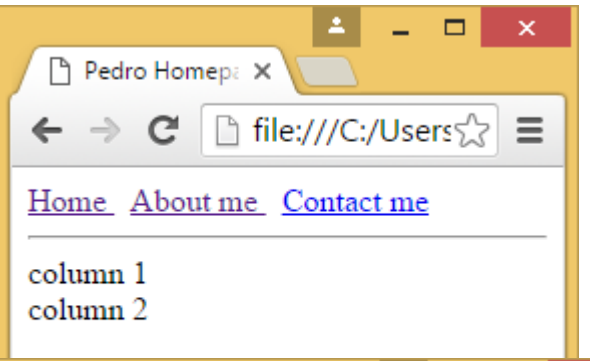 Pedro Homepa
file:///C:/Users
Home About me Contact me
column 1
column 2